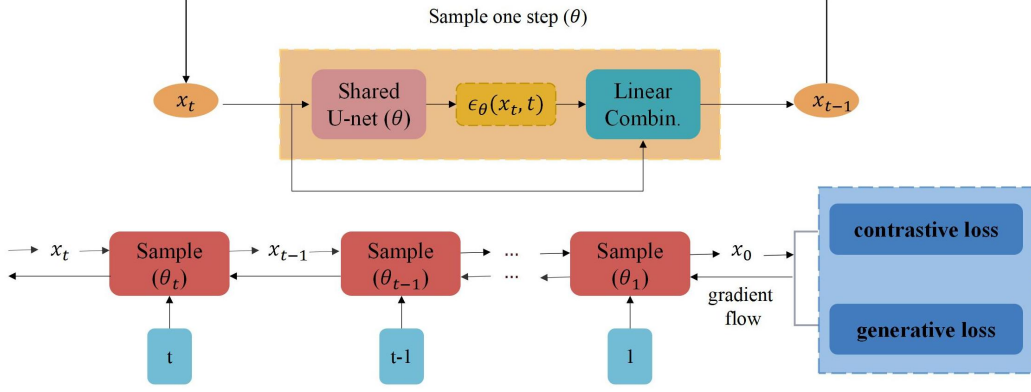 Sample one step (θ)
x_t
Shared
U-net (θ)
ϵ_θ(x_t, t)
Linear
Combin.
x_{t−1}
x_t
Sample
(θ_t)
x_{t−1}
Sample
(θ_{t−1})
...
...
Sample
(θ_1)
x_0
gradient
flow
contrastive loss
generative loss
t
t-1
1